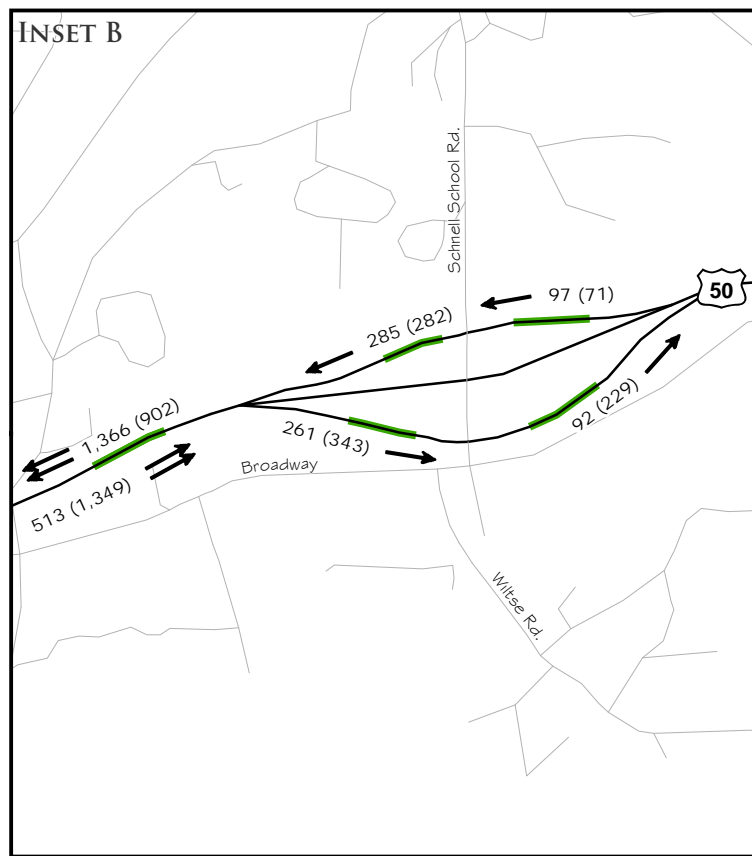 INSET B
Schnell School Rd.
50
97 (71)
285 (282)
1,366 (902)
261 (343)
92 (229)
Broadway
513 (1,349)
Wiltse Rd.